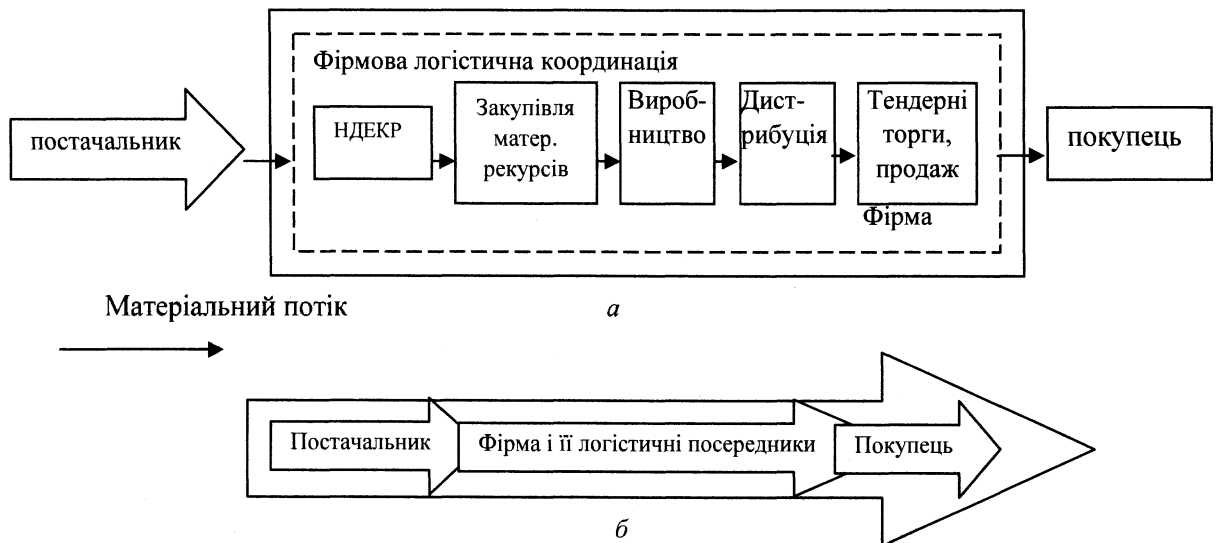 Фірмова логістична координація
постачальник
НДЕКР
Закупівля
матер.
рекурсів
Вироб-
ництво
Дист-
рибуція
Тендерні
торги,
продаж
Фірма
покупець
Матеріальний потік
а
Постачальник
Фірма і її логістичні посередники
Покупець
б